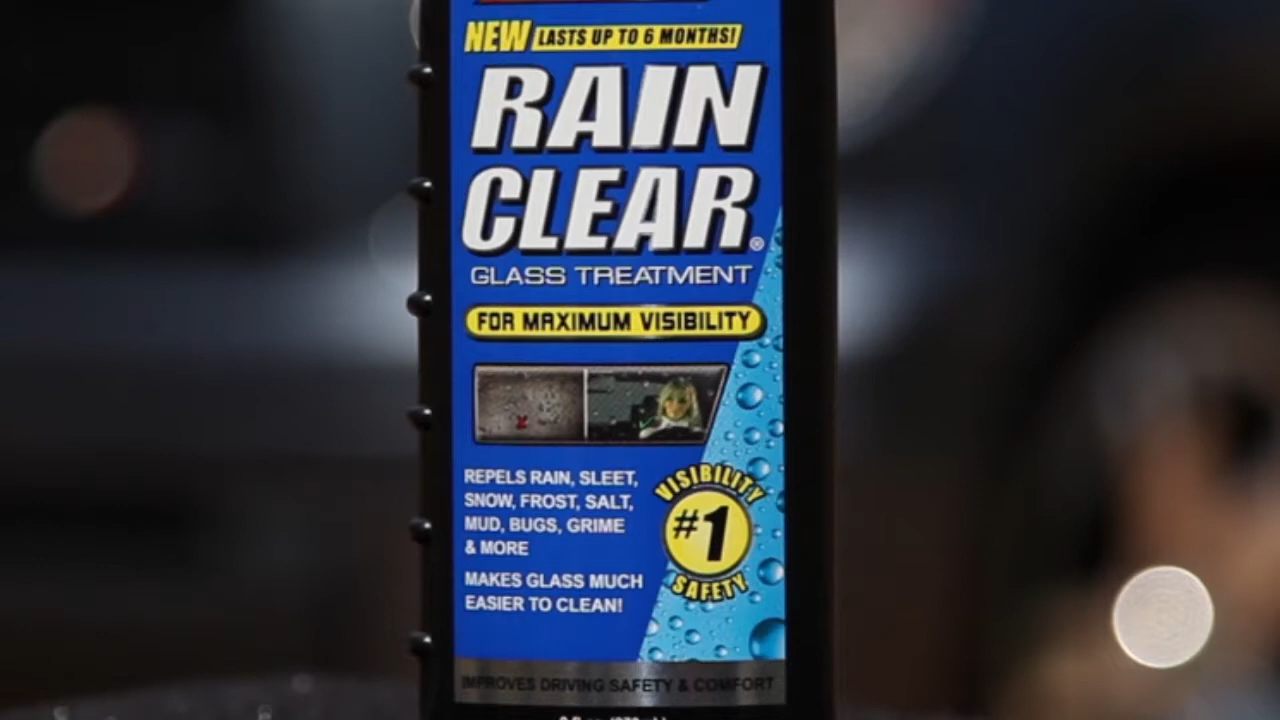 NEW LASTS UP TO 6 MONTHS!
RAIN
CLEAR®
GLASS TREATMENT
FOR MAXIMUM VISIBILITY
REPELS RAIN, SLEET,
SNOW, FROST, SALT,
MUD, BUGS, GRIME
& MORE
MAKES GLASS MUCH
EASIER TO CLEAN!
VISIBILITY
#1
SAFETY
IMPROVES DRIVING SAFETY & COMFORT